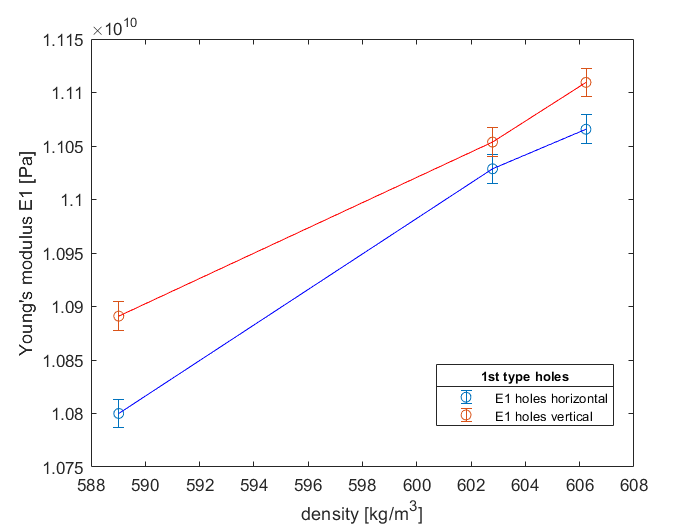 ×10^10
1.115
1.11
1.105
1.1
1.095
1.09
1.085
1.08
1.075
Young's modulus E1 [Pa]
1st type holes
E1 holes horizontal
E1 holes vertical
588 590 592 594 596 598 600 602 604 606 608
density [kg/m^3]